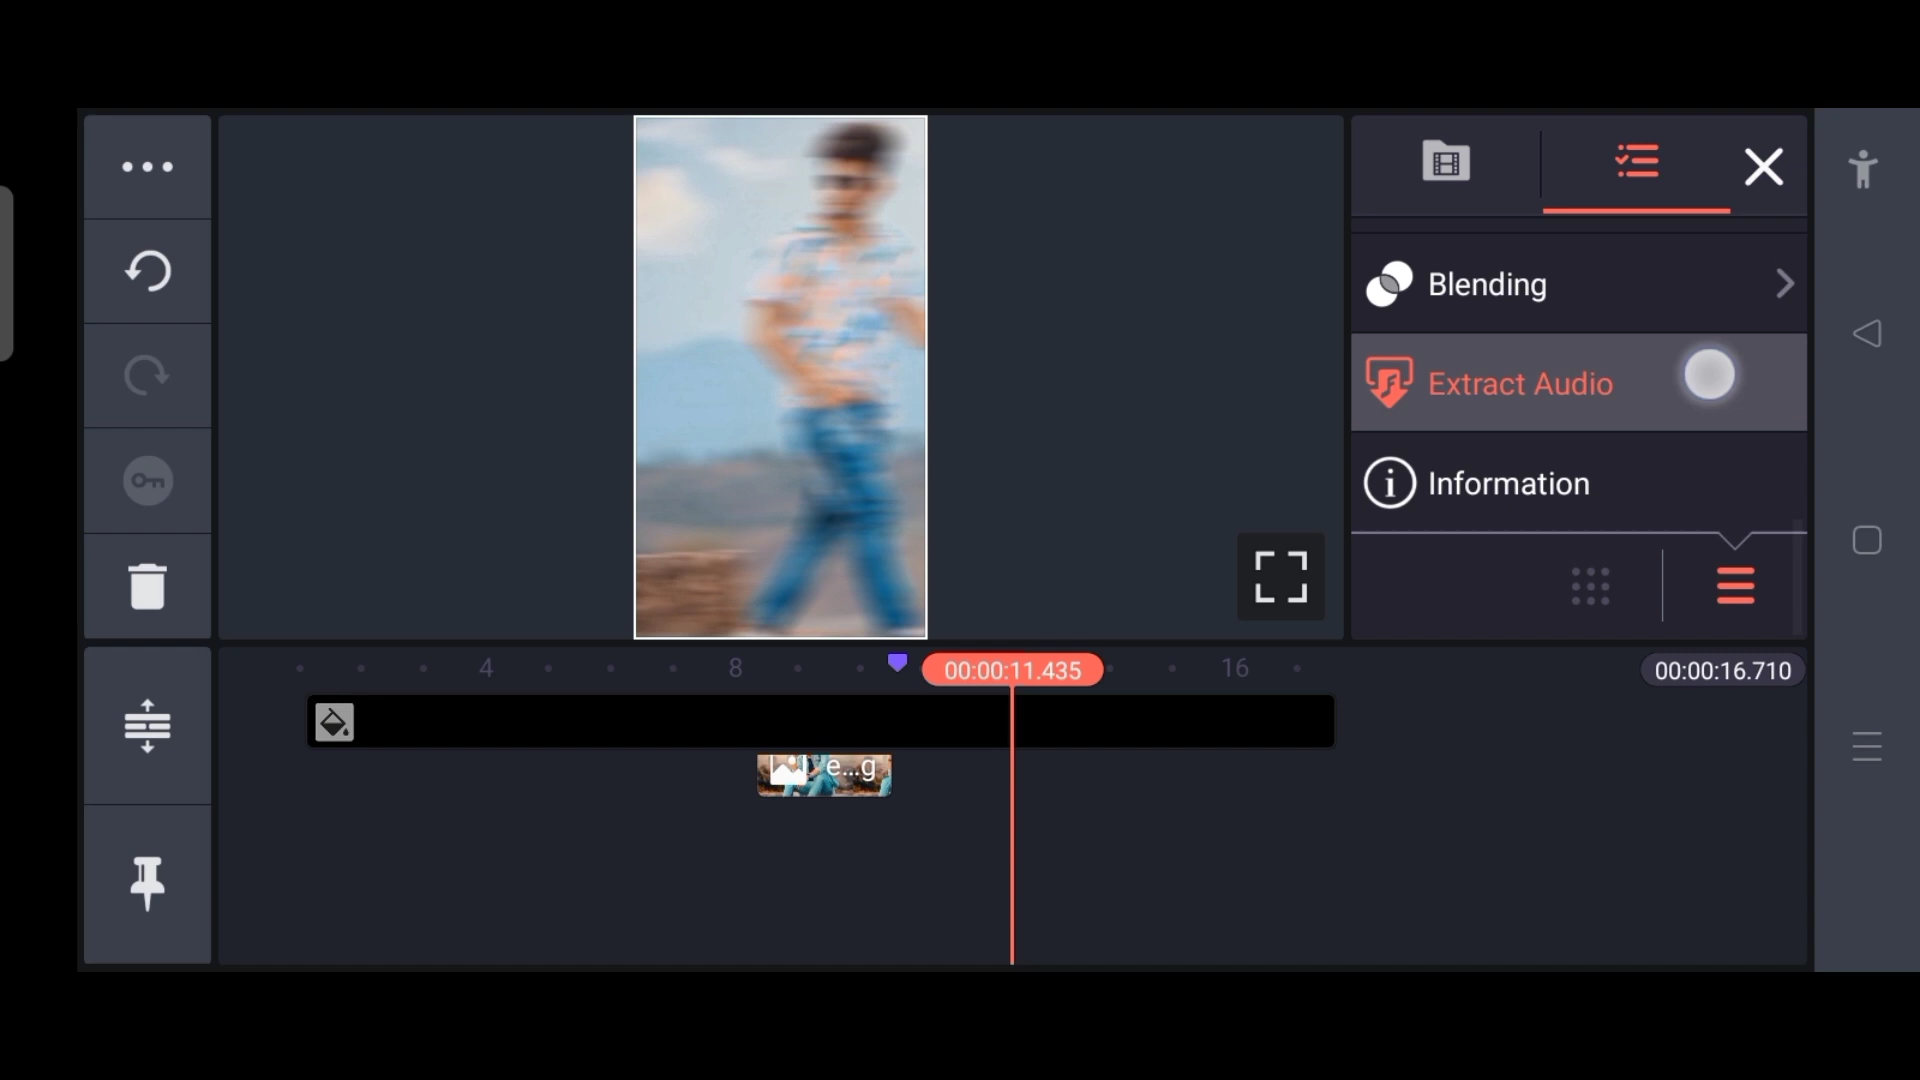 Blending
Extract Audio
Information
4
8
00:00:11.435
16
00:00:16.710
e...g